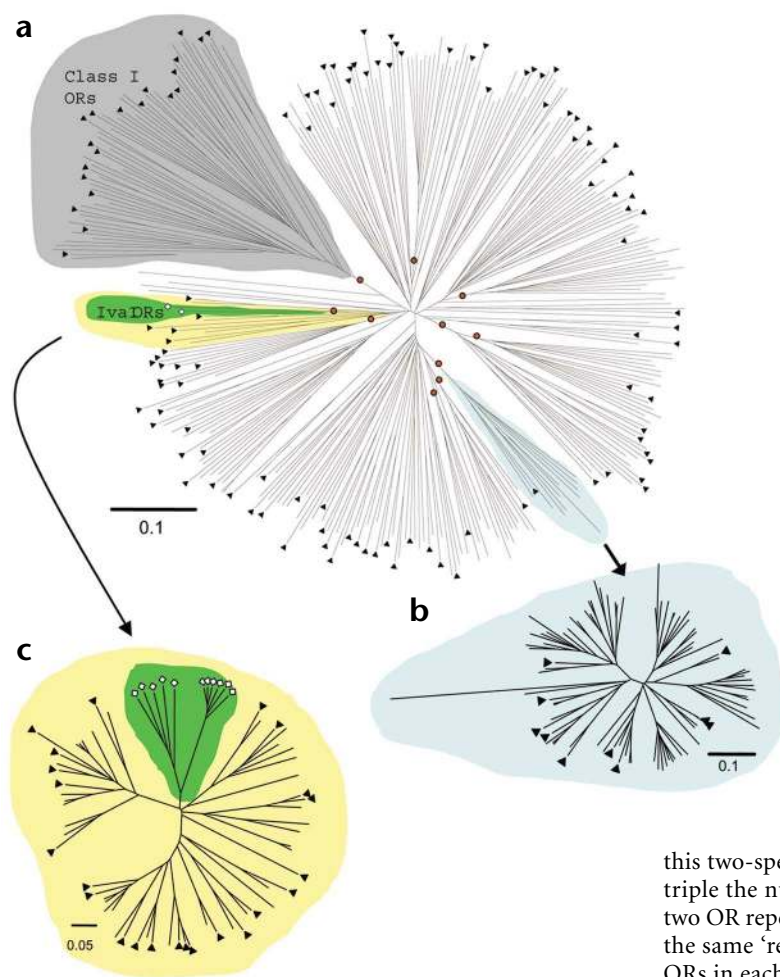 a
Class I
ORs
IvaORs
0.1
b
0.1
c
0.05
this two-spe
triple the n
two OR repe
the same ‘re
ORs in each